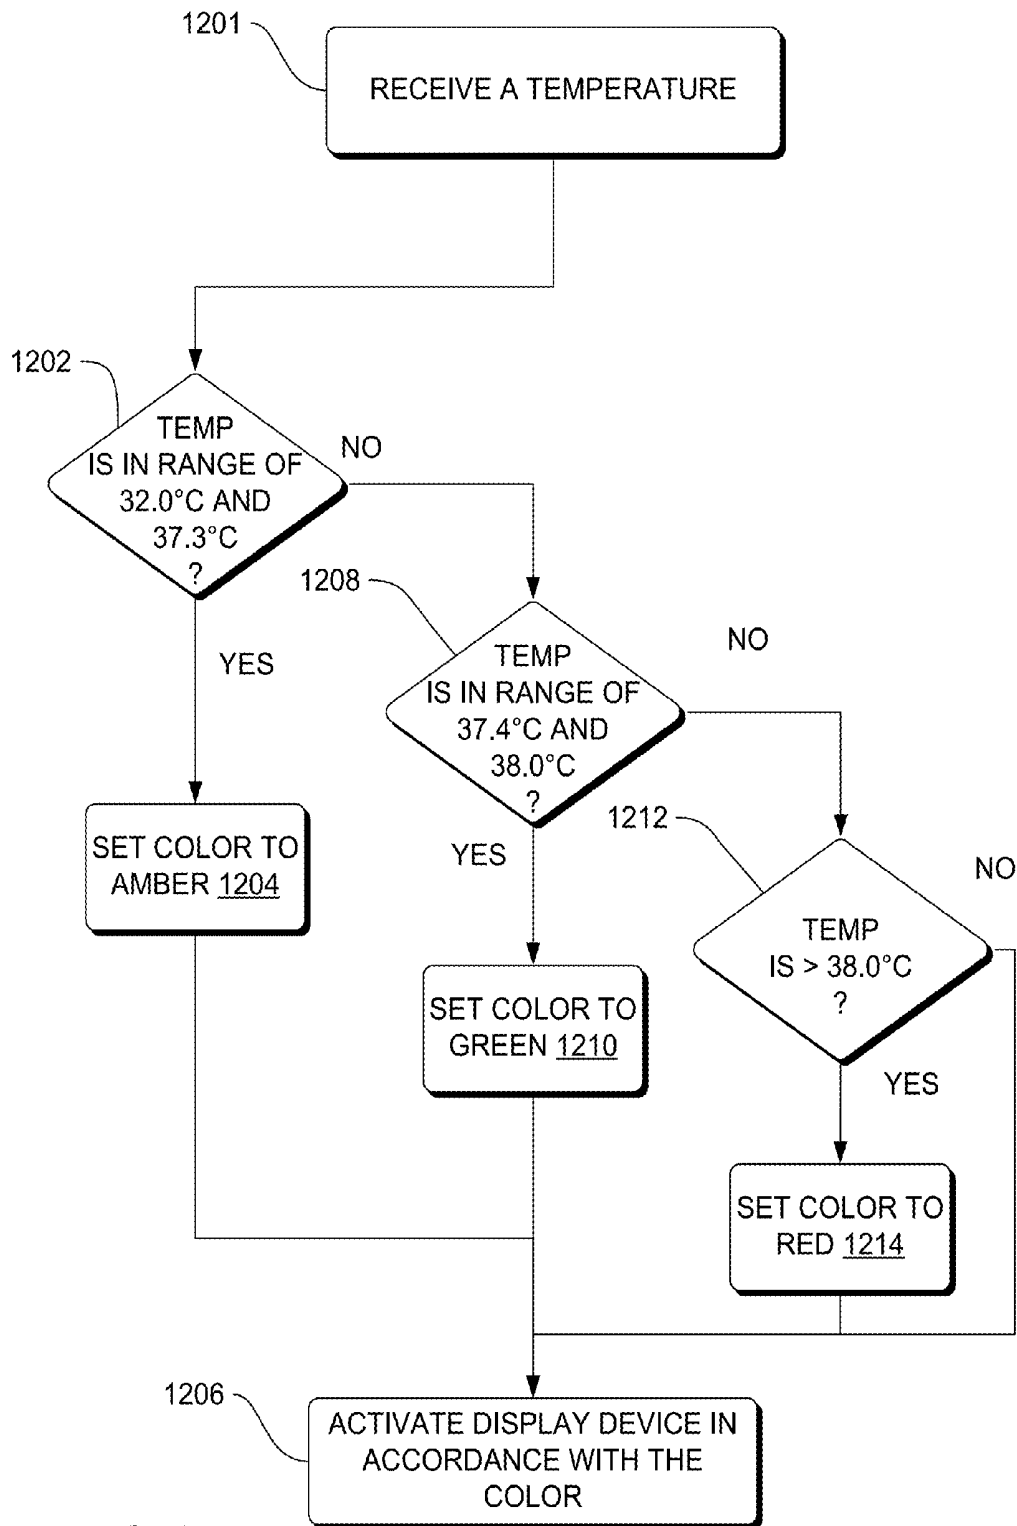 1201
RECEIVE A TEMPERATURE
1202
TEMP
IS IN RANGE OF
32.0°C AND
37.3°C
?
NO
YES
1208
TEMP
IS IN RANGE OF
37.4°C AND
38.0°C
?
NO
YES
SET COLOR TO
AMBER 1204
1212
TEMP
IS > 38.0°C
?
NO
YES
SET COLOR TO
GREEN 1210
SET COLOR TO
RED 1214
1206
ACTIVATE DISPLAY DEVICE IN
ACCORDANCE WITH THE
COLOR